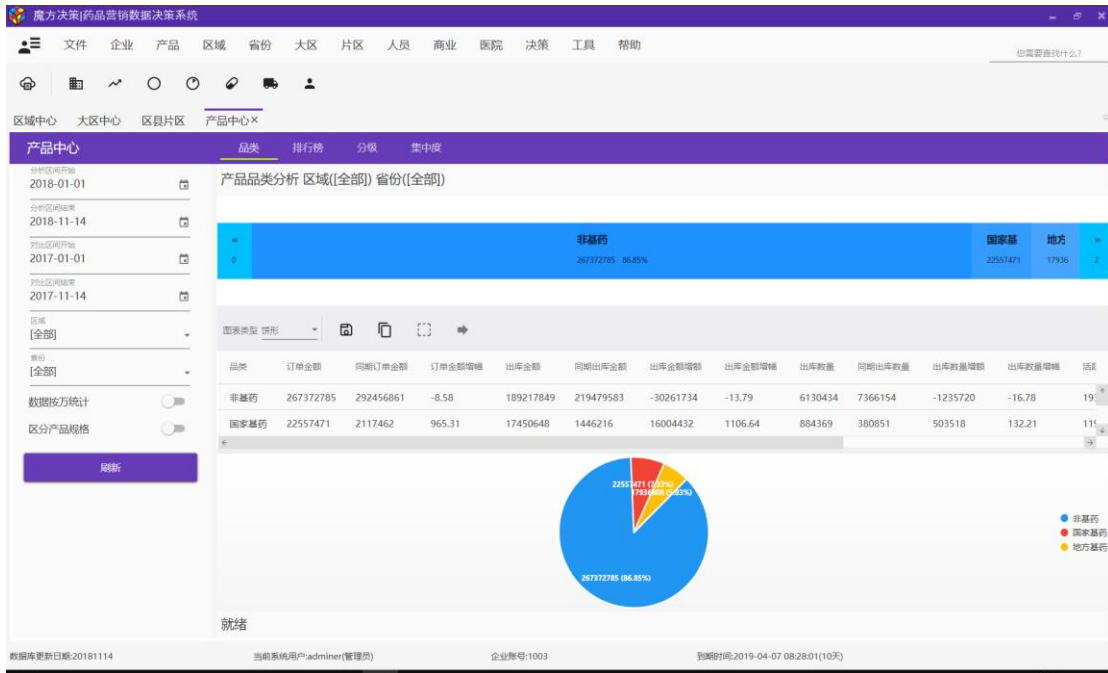 魔方决策|药品营销数据决策系统
文件 企业 产品 区域 省份 大区 片区 人员 商业 医院 决策 工具 帮助
您需要查找什么?
区域中心 大区中心 区县片区 产品中心×
产品中心 品类 排行榜 分级 集中度
分析区间开始
2018-01-01
分析区间结束
2018-11-14
对比区间开始
2017-01-01
对比区间结束
2017-11-14
区域
[全部]
省份
[全部]
数据按万统计
区分产品规格
刷新
产品品类分析 区域([全部]) 省份([全部])
« 非基药 国家基 地方 »
0 267372785 86.85% 22557471 17936 2
图表类型 饼形
品类 订单金额 同期订单金额 订单金额增幅 出库金额 同期出库金额 出库金额增额 出库金额增幅 出库数量 同期出库数量 出库数量增额 出库数量增幅
非基药 267372785 292456861 -8.58 189217849 219479583 -30261734 -13.79 6130434 7366154 -1235720 -16.78
国家基药 22557471 2117462 965.31 17450648 1446216 16004432 1106.64 884369 380851 503518 132.21
267372785 (86.85%)
非基药
国家基药
地方基药
就绪
数据库更新日期:20181114 当前系统用户:adminer(管理员) 企业账号:1003 到期时间:2019-04-07 08:28:01(10天)